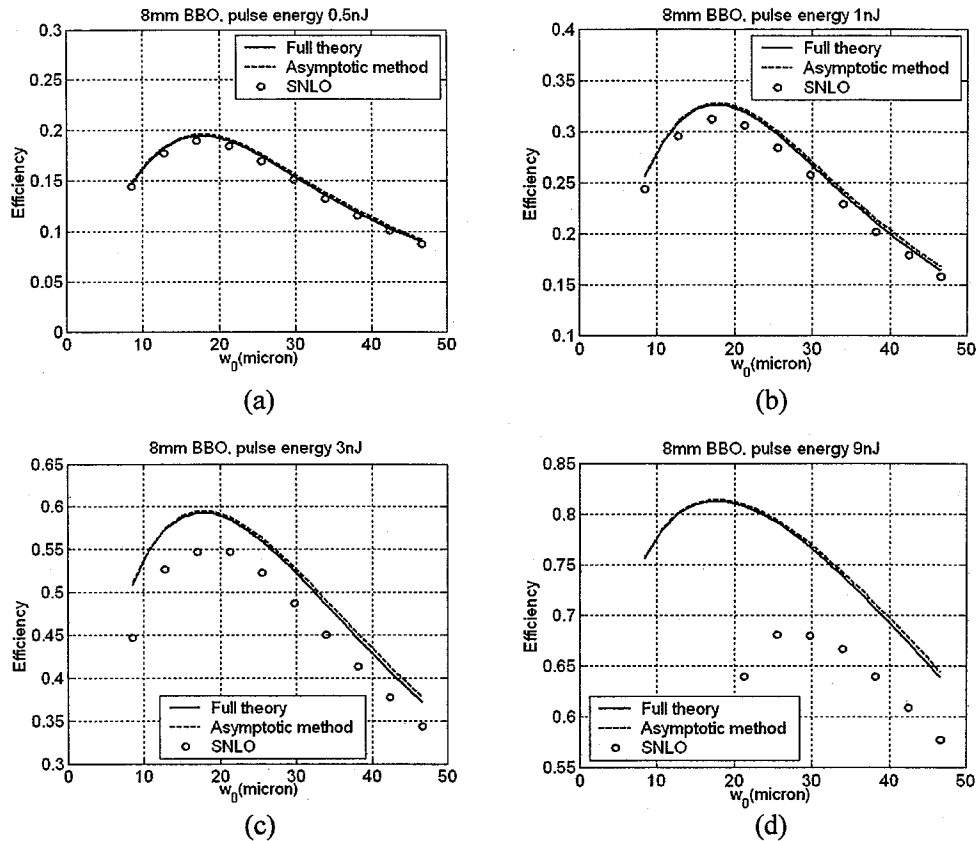 8mm BBO, pulse energy 0.5nJ
0.3
0.25
0.2
0.15
0.1
0.05
0
Efficiency
Full theory
Asymptotic method
SNLO
0 10 20 30 40 50
w0(micron)
(a)
8mm BBO, pulse energy 1nJ
0.4
0.35
0.3
0.25
0.2
0.15
0.1
Efficiency
Full theory
Asymptotic method
SNLO
0 10 20 30 40 50
w0(micron)
(b)
8mm BBO, pulse energy 3nJ
0.65
0.6
0.55
0.5
0.45
0.4
0.35
0.3
Efficiency
Full theory
Asymptotic method
SNLO
0 10 20 30 40 50
w0(micron)
(c)
8mm BBO, pulse energy 9nJ
0.85
0.8
0.75
0.7
0.65
0.6
0.55
Efficiency
Full theory
Asymptotic method
SNLO
0 10 20 30 40 50
w0(micron)
(d)